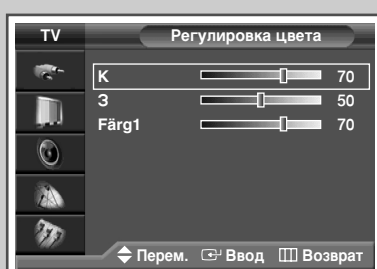 TV Регулировка цвета
К 70
З 50
Färg1 70
Перем. Ввод Возврат